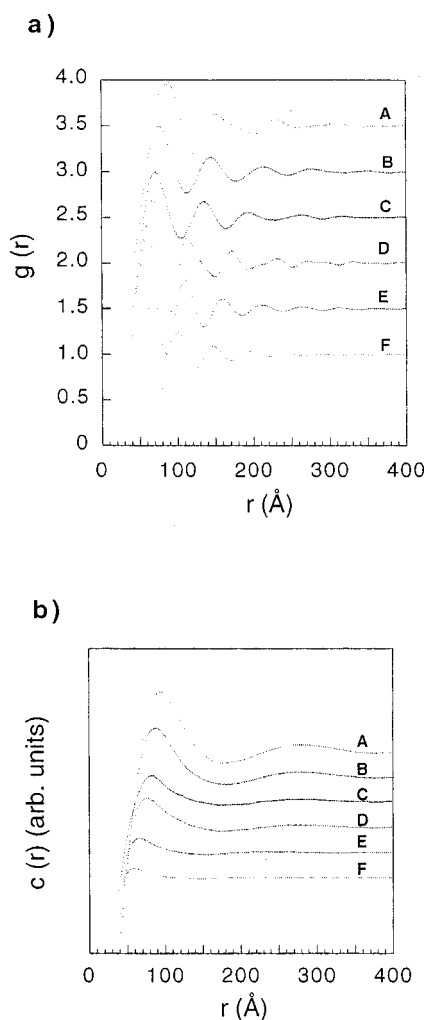 a)
4.0
3.5
3.0
2.5
2.0
1.5
1.0
0.5
0
g (r)
A
B
C
D
E
F
0 100 200 300 400
r (Å)
b)
c (r) (arb. units)
A
B
C
D
E
F
0 100 200 300 400
r (Å)